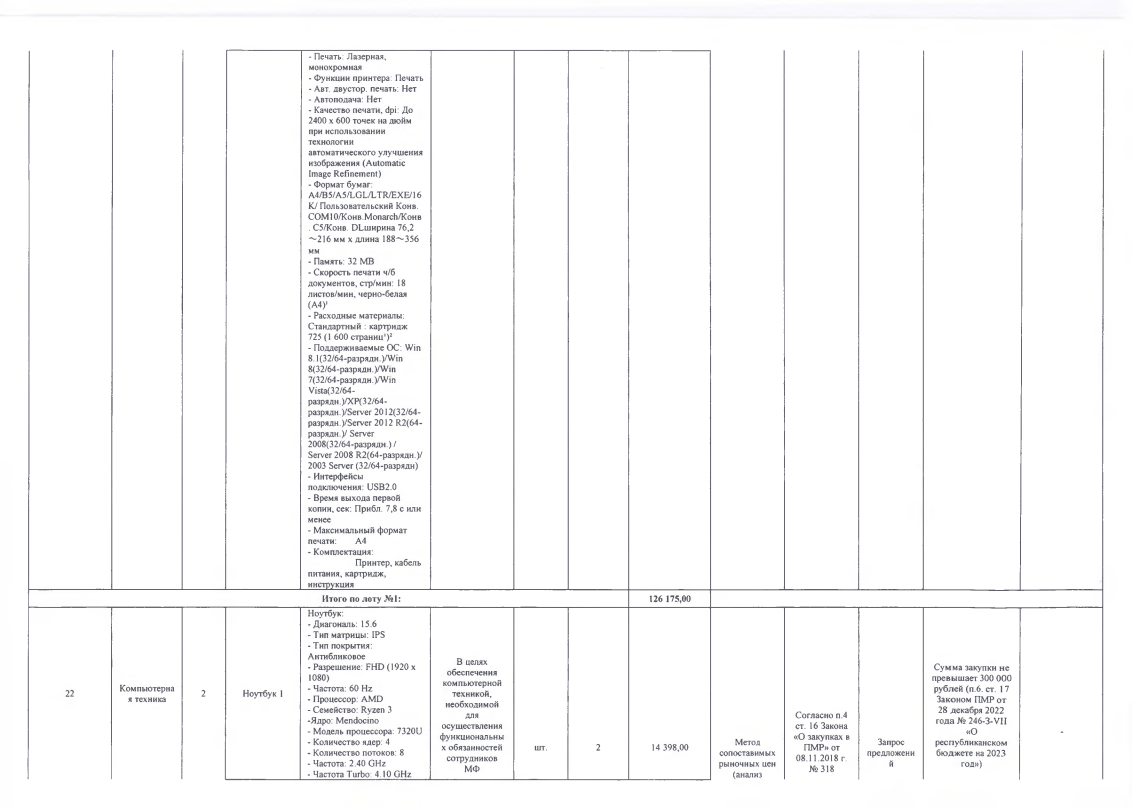 - Печать: Лазерная,
монохромная
- Функции принтера: Печать
- Авт. двустор. печать: Нет
- Автоподача: Нет
- Качество печати, dpi: До
2400 x 600 точек на дюйм
при использовании
технологии
автоматического улучшения
изображения (Automatic
Image Refinement)
- Формат бумаг:
A4/B5/A5/LGL/LTR/EXE/16
K/ Пользовательский Конв.
COM10/Конв.Monarch/Конв
. C5/Конв. DLширина 76,2
～216 мм x длина 188～356
мм
- Память: 32 MB
- Скорость печати ч/б
документов, стр/мин: 18
листов/мин, черно-белая
(A4)¹
- Расходные материалы:
Стандартный : картридж
725 (1 600 страниц¹)²
- Поддерживаемые ОС: Win
8.1(32/64-разрядн.)/Win
8(32/64-разрядн.)/Win
7(32/64-разрядн.)/Win
Vista(32/64-
разрядн.)/XP(32/64-
разрядн.)/Server 2012(32/64-
разрядн.)/Server 2012 R2(64-
разрядн.)/ Server
2008(32/64-разрядн.) /
Server 2008 R2(64-разрядн.)/
2003 Server (32/64-разрядн)
- Интерфейсы
подключения: USB2.0
- Время выхода первой
копии, сек: Прибл. 7,8 с или
менее
- Максимальный формат
печати: A4
- Комплектация:
Принтер, кабель
питания, картридж,
инструкция
Итого по лоту №1: 126 175,00
22
Компьютерна
я техника
2
Ноутбук 1
Ноутбук:
- Диагональ: 15.6
- Тип матрицы: IPS
- Тип покрытия:
Антибликовое
- Разрешение: FHD (1920 x
1080)
- Частота: 60 Hz
- Процессор: AMD
- Семейство: Ryzen 3
-Ядро: Mendocino
- Модель процессора: 7320U
- Количество ядер: 4
- Количество потоков: 8
- Частота: 2.40 GHz
- Частота Turbo: 4.10 GHz
В целях
обеспечения
компьютерной
техникой,
необходимой
для
осуществления
функциональны
х обязанностей
сотрудников
МФ
шт.
2
14 398,00
Метод
сопоставимых
рыночных цен
(анализ
Согласно п.4
ст. 16 Закона
«О закупках в
ПМР» от
08.11.2018 г.
№ 318
Запрос
предложени
й
Сумма закупки не
превышает 300 000
рублей (п.6. ст. 17
Законом ПМР от
28 декабря 2022
года № 246-З-VII
«О
республиканском
бюджете на 2023
год»)
-